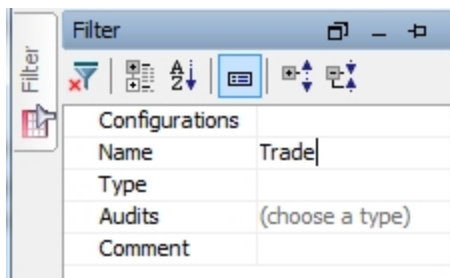 Filter
Filter
A
Z
Configurations
Name Trade
Type
Audits (choose a type)
Comment